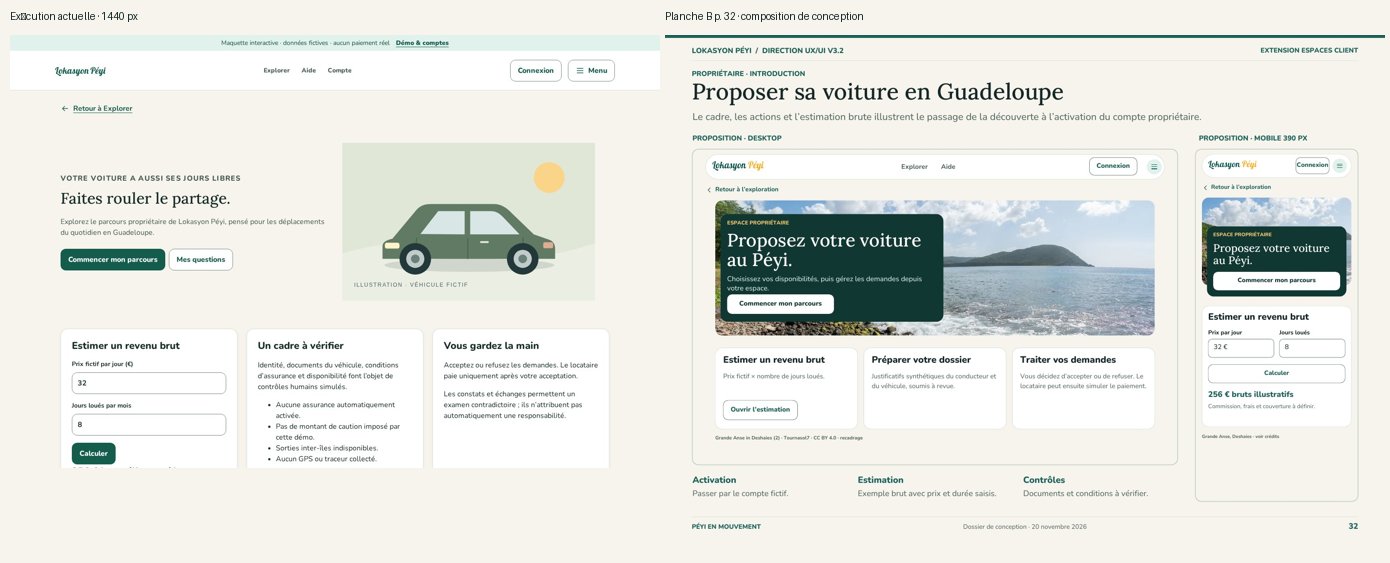 Exécution actuelle · 1440 px
Maquette interactive · données fictives · aucun paiement réel Démo & comptes
Lokasyon Péyi
Explorer Aide Compte
Connexion
Menu
Retour à Explorer
VOTRE VOITURE A AUSSI SES JOURS LIBRES
Faites rouler le partage.
Explorez le parcours propriétaire de Lokasyon Péyi, pensé pour les déplacements
du quotidien en Guadeloupe.
Commencer mon parcours
Mes questions
ILLUSTRATION · VÉHICULE FICTIF
Estimer un revenu brut
Prix fictif par jour (€)
32
Jours loués par mois
8
Calculer
Un cadre à vérifier
Identité, documents du véhicule, conditions
d’assurance et disponibilité font l’objet de
contrôles humains simulés.
• Aucune assurance automatiquement
activée.
• Pas de montant de caution imposé par
cette démo.
• Sorties inter-îles indisponibles.
• Aucun GPS ou traceur collecté.
Vous gardez la main
Acceptez ou refusez les demandes. Le locataire
paie uniquement après votre acceptation.
Les constats et échanges permettent un
examen contradictoire ; ils n’attribuent pas
automatiquement une responsabilité.
Planche B p. 32 · composition de conception
LOKASYON PÉYI / DIRECTION UX/UI V3.2
EXTENSION ESPACES CLIENT
PROPRIÉTAIRE · INTRODUCTION
Proposer sa voiture en Guadeloupe
Le cadre, les actions et l’estimation brute illustrent le passage de la découverte à l’activation du compte propriétaire.
PROPOSITION · DESKTOP
Lokasyon Péyi
Explorer Aide
Connexion
Retour à l’exploration
ESPACE PROPRIÉTAIRE
Proposez votre voiture
au Péyi.
Choisissez vos disponibilités, puis gérez les demandes depuis
votre espace.
Commencer mon parcours
Estimer un revenu brut
Prix fictif × nombre de jours loués.
Ouvrir l’estimation
Préparer votre dossier
Justificatifs synthétiques du conducteur et
du véhicule, soumis à revue.
Traiter vos demandes
Vous décidez d’accepter ou de refuser. Le
locataire peut ensuite simuler le paiement.
Grande Anse in Deshaies (2) · Tournasol7 · CC BY 4.0 · recadrage
PROPOSITION · MOBILE 390 PX
Lokasyon Péyi
Connexion
Retour à l’exploration
ESPACE PROPRIÉTAIRE
Proposez votre voiture
au Péyi.
Commencer mon parcours
Estimer un revenu brut
Prix par jour
Jours loués
32 €
8
Calculer
256 € bruts illustratifs
Commission, frais et couverture à définir.
Grande Anse, Deshaies · voir crédits
Activation
Passer par le compte fictif.
Estimation
Exemple brut avec prix et durée saisis.
Contrôles
Documents et conditions à vérifier.
PÉYI EN MOUVEMENT
Dossier de conception · 20 novembre 2026
32